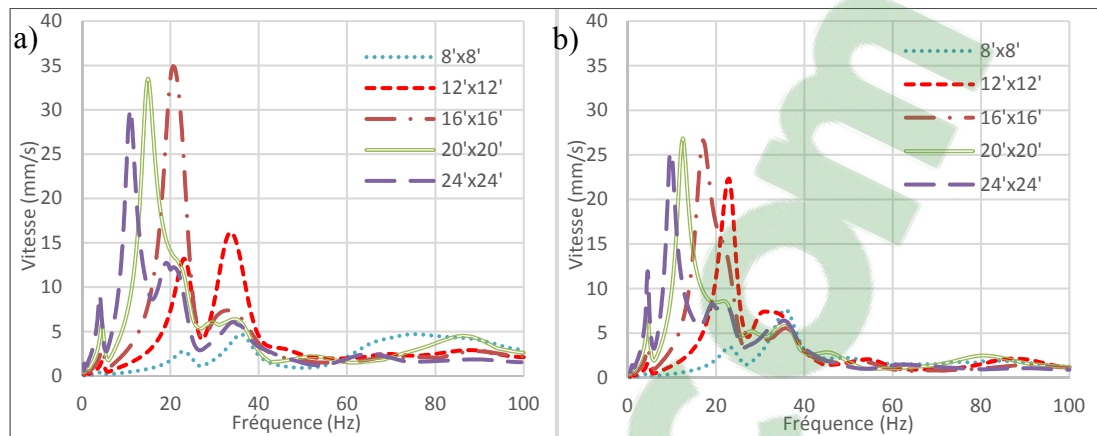 a)
40
35
30
25
20
15
10
5
0
0 20 40 60 80 100
Vitesse (mm/s)
Fréquence (Hz)
8'x8'
12'x12'
16'x16'
20'x20'
24'x24'
b)
40
35
30
25
20
15
10
5
0
0 20 40 60 80 100
Vitesse (mm/s)
Fréquence (Hz)
8'x8'
12'x12'
16'x16'
20'x20'
24'x24'